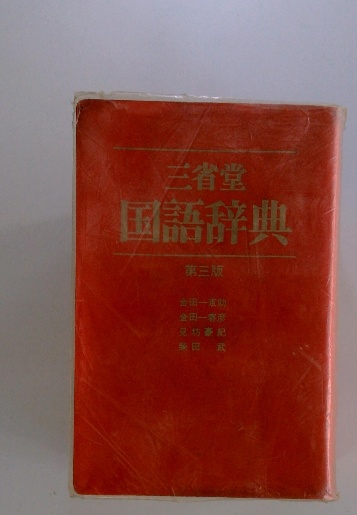 三省堂
国語辞典
第三版
金田一京助
金田一春彦
見坊豪紀
柴田 武